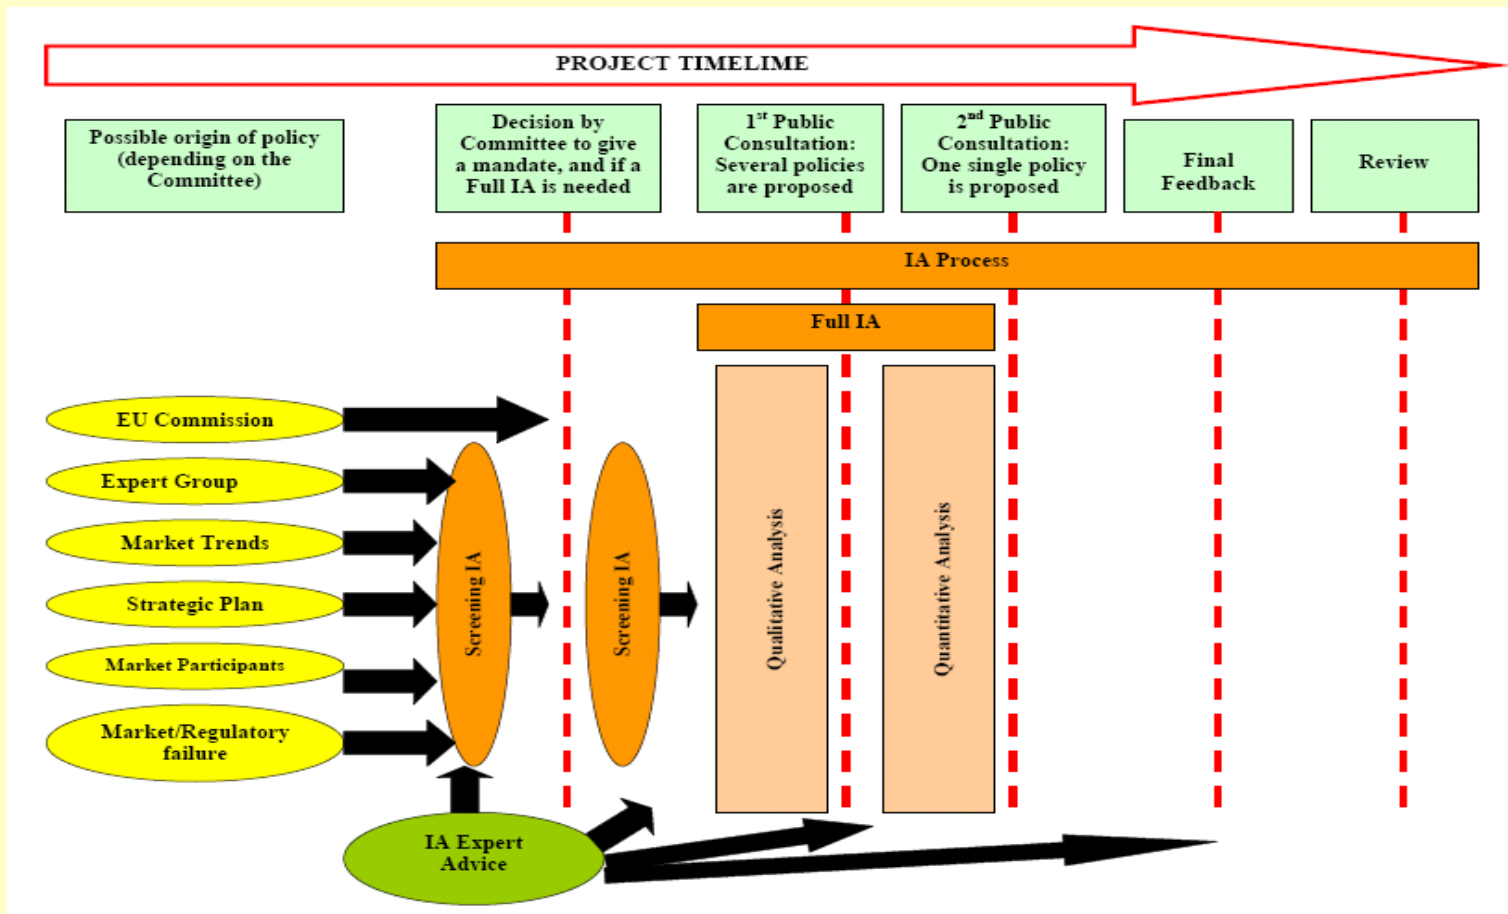 PROJECT TIMELIME
Possible origin of policy
(depending on the
Committee)
Decision by
Committee to give
a mandate, and if a
Full IA is needed
1st Public
Consultation:
Several policies
are proposed
2nd Public
Consultation:
One single policy
is proposed
Final
Feedback
Review
IA Process
Full IA
EU Commission
Expert Group
Market Trends
Strategic Plan
Market Participants
Market/Regulatory
failure
Screening IA
Screening IA
Qualitative Analysis
Quantitative Analysis
IA Expert
Advice